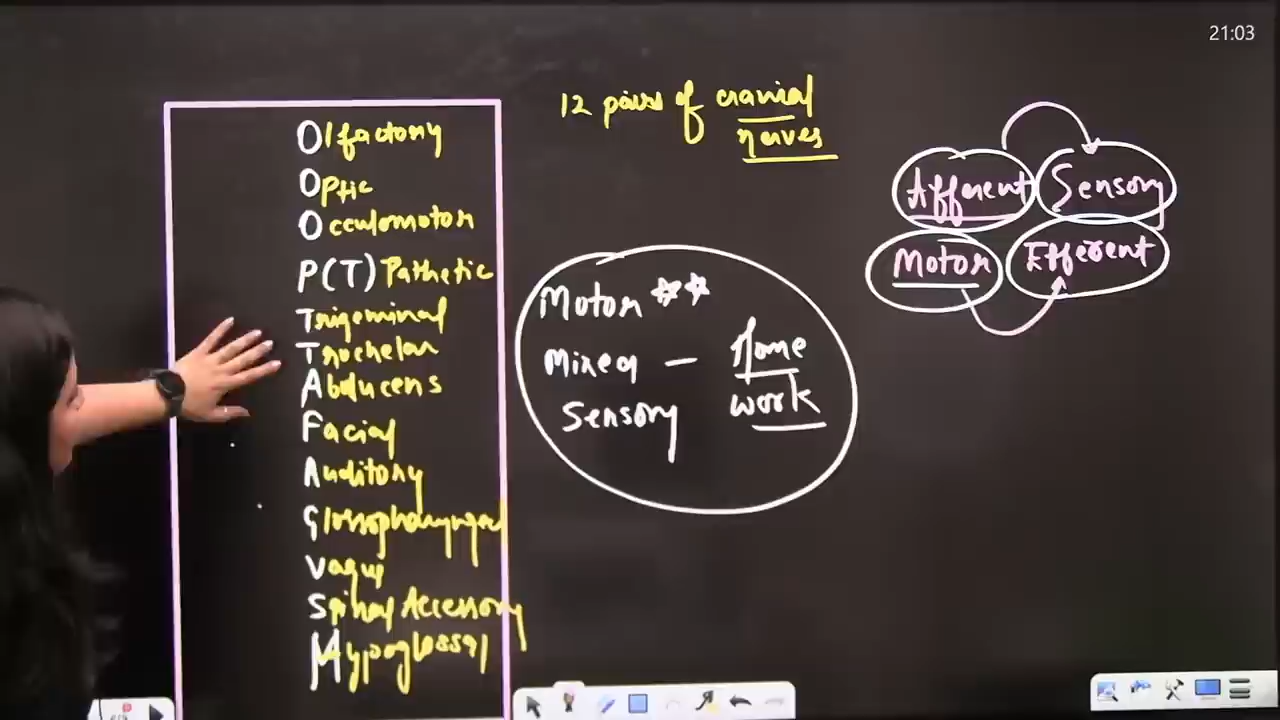 21:03
12 pairs of cranial
nerves
Olfactory
Optic
Occulomotor
P(T) Pathetic
Trigeminal
Trochelar
Abducens
Facial
Auditory
Glossopharyngeal
Vagus
Spinal Accessory
Hypoglossal
Motor **
Mixed - Home
Sensory work
Afferent Sensory
Motor Efferent